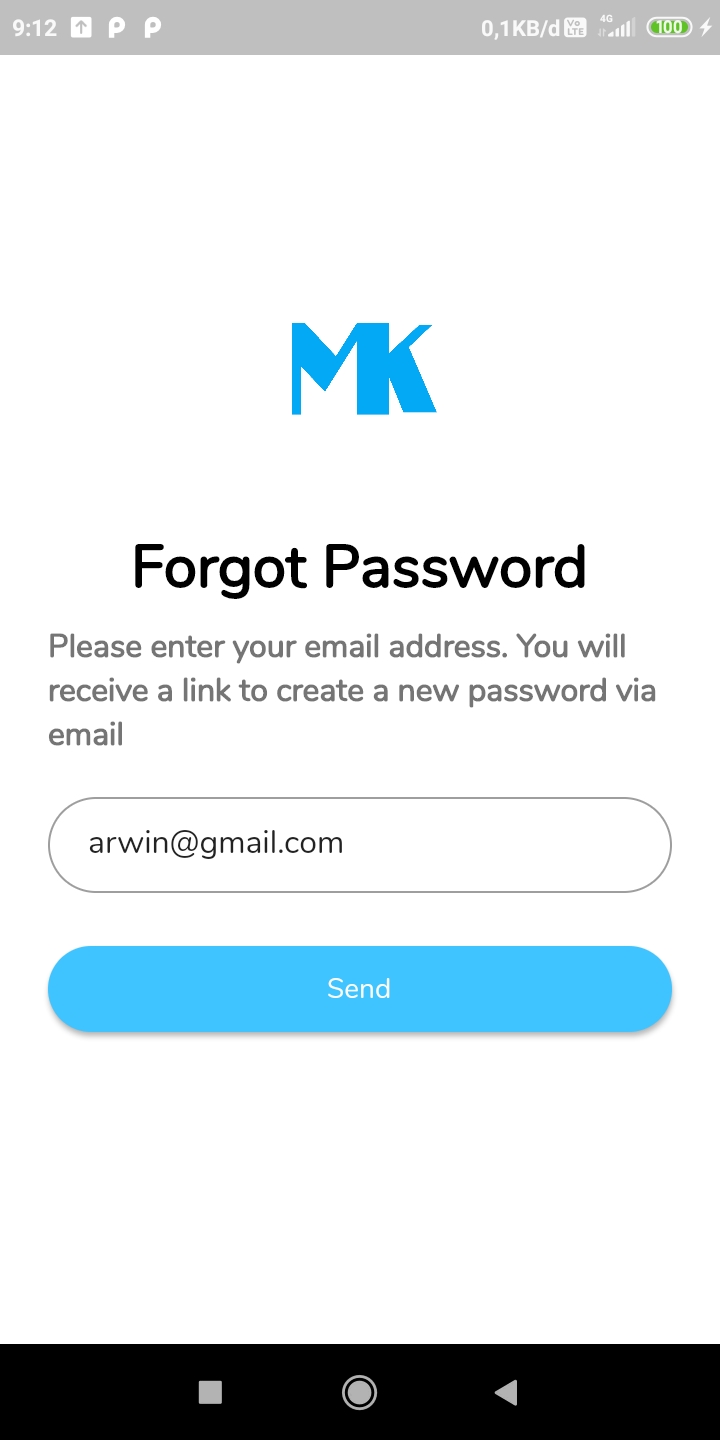 9:12 0,1KB/d Vo LTE 4G 100
MK
Forgot Password
Please enter your email address. You will
receive a link to create a new password via
email
arwin@gmail.com
Send